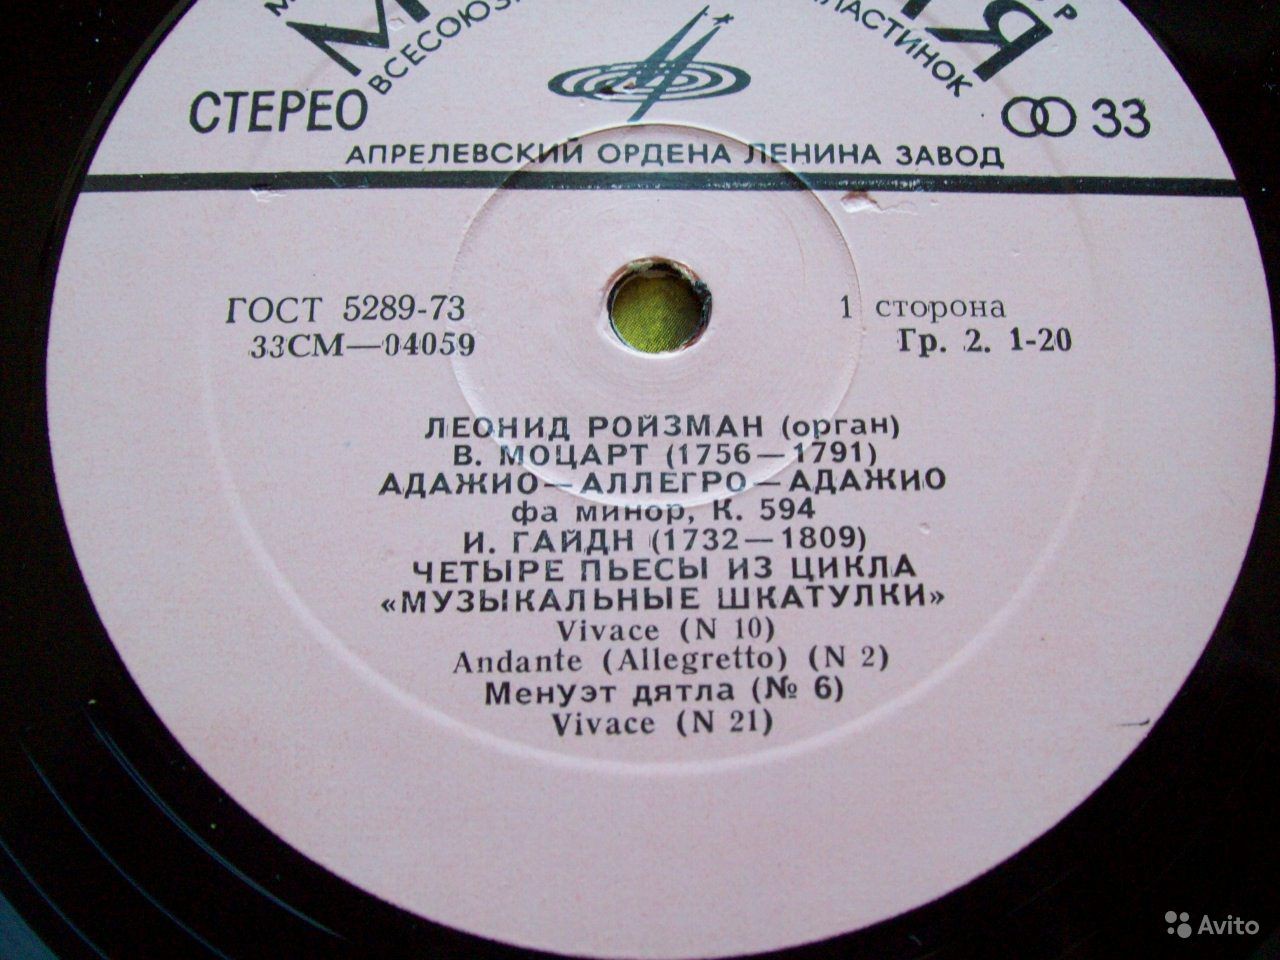 СТЕРЕО
33
АПРЕЛЕВСКИЙ ОРДЕНА ЛЕНИНА ЗАВОД
ГОСТ 5289-73
33СМ—04059
1 сторона
Гр. 2. 1-20
ЛЕОНИД РОЙЗМАН (орган)
В. МОЦАРТ (1756—1791)
АДАЖИО—АЛЛЕГРО—АДАЖИО
фа минор, К. 594
И. ГАЙДН (1732—1809)
ЧЕТЫРЕ ПЬЕСЫ ИЗ ЦИКЛА
«МУЗЫКАЛЬНЫЕ ШКАТУЛКИ»
Vivace (N 10)
Andante (Allegretto) (N 2)
Менуэт дятла (№ 6)
Vivace (N 21)
Avito